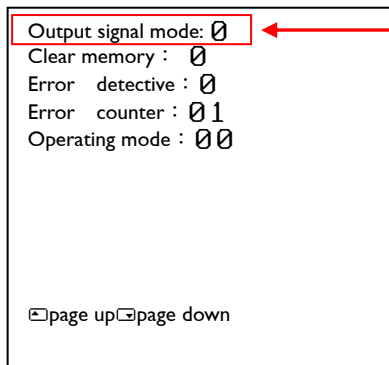 Output signal mode: 0
Clear memory： 0
Error detective：0
Error counter：01
Operating mode：00
page up page down